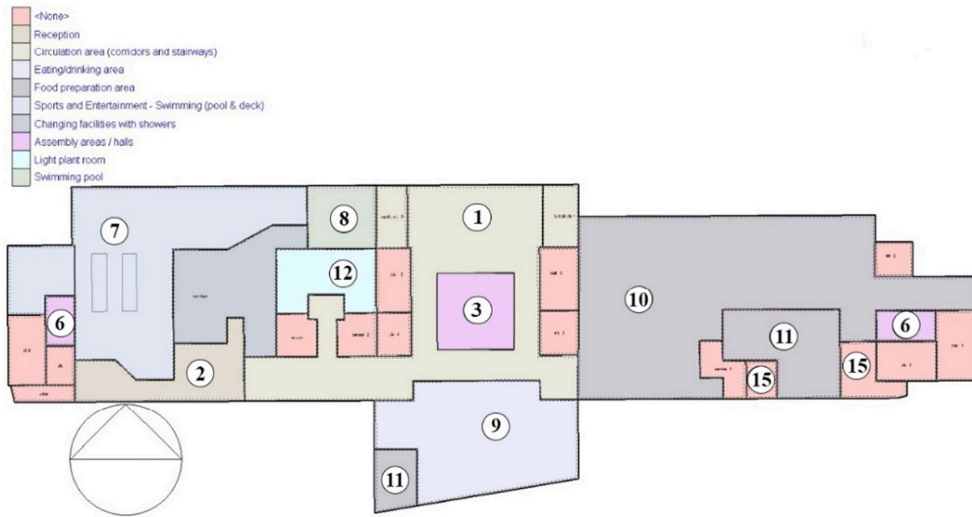 <None>
Reception
Circulation area (corridors and stairways)
Eating/drinking area
Food preparation area
Sports and Entertainment - Swimming (pool & deck)
Changing facilities with showers
Assembly areas / halls
Light plant room
Swimming pool
7
8
1
12
3
10
6
6
11
2
15
15
9
11